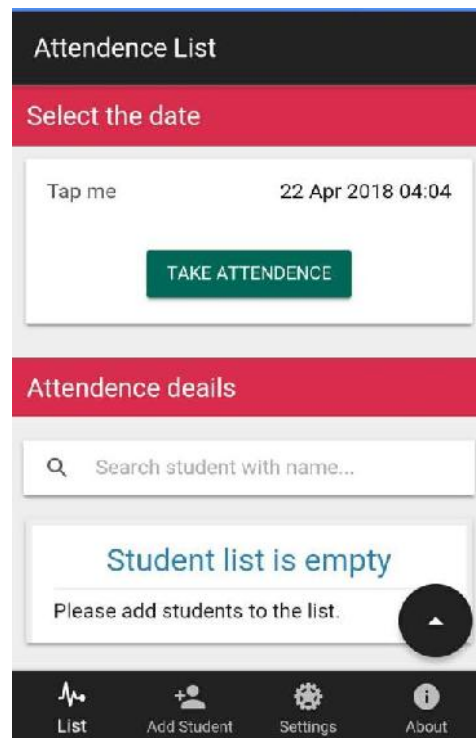 Attendence List
Select the date
Tap me 22 Apr 2018 04:04
TAKE ATTENDENCE
Attendence deails
Search student with name...
Student list is empty
Please add students to the list.
List Add Student Settings About